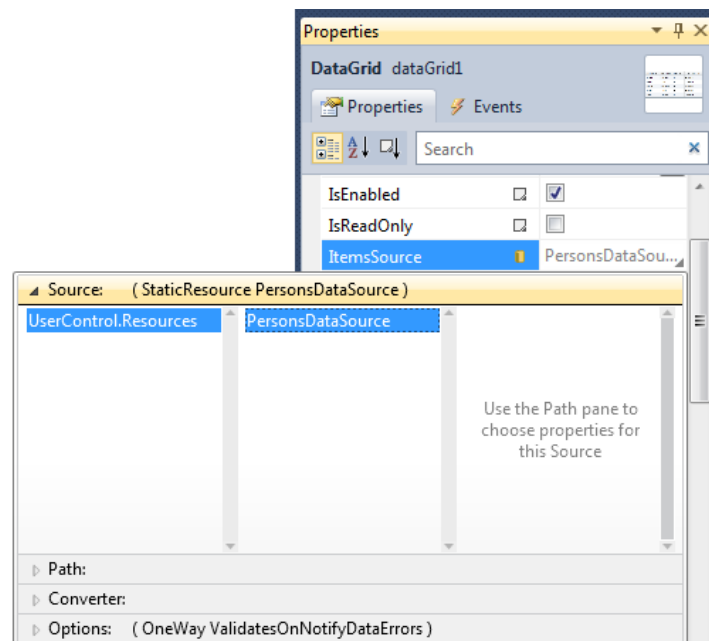 Properties
DataGrid dataGrid1
Properties Events
Search
IsEnabled
IsReadOnly
ItemsSource PersonsDataSou...
Source: ( StaticResource PersonsDataSource )
UserControl.Resources PersonsDataSource
Use the Path pane to
choose properties for
this Source
Path:
Converter:
Options: ( OneWay ValidatesOnNotifyDataErrors )